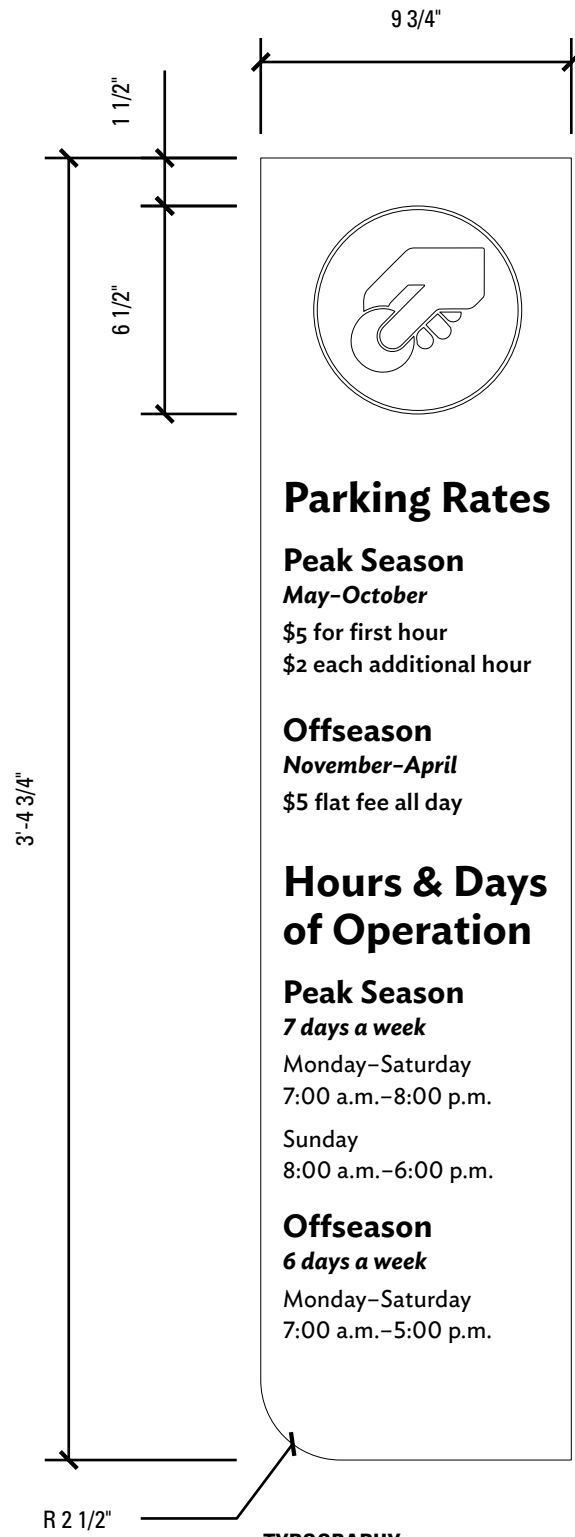 9 3/4"
1 1/2"
6 1/2"
3'-4 3/4"
Parking Rates
Peak Season
May–October
$5 for first hour
$2 each additional hour
Offseason
November–April
$5 flat fee all day
Hours & Days
of Operation
Peak Season
7 days a week
Monday–Saturday
7:00 a.m.–8:00 p.m.
Sunday
8:00 a.m.–6:00 p.m.
Offseason
6 days a week
Monday–Saturday
7:00 a.m.–5:00 p.m.
R 2 1/2"
TYPOGRAPHY